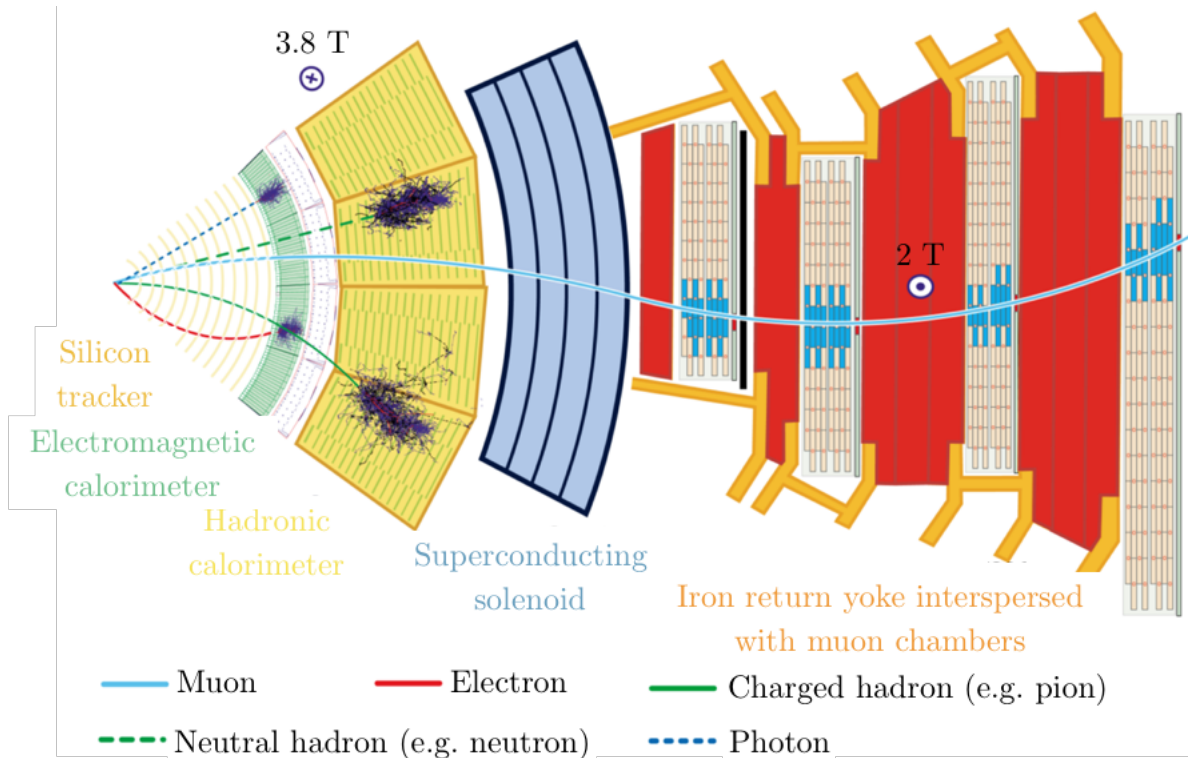 3.8 T
2 T
Silicon
tracker
Electromagnetic
calorimeter
Hadronic
calorimeter
Superconducting
solenoid
Iron return yoke interspersed
with muon chambers
Muon
Electron
Charged hadron (e.g. pion)
Neutral hadron (e.g. neutron)
Photon